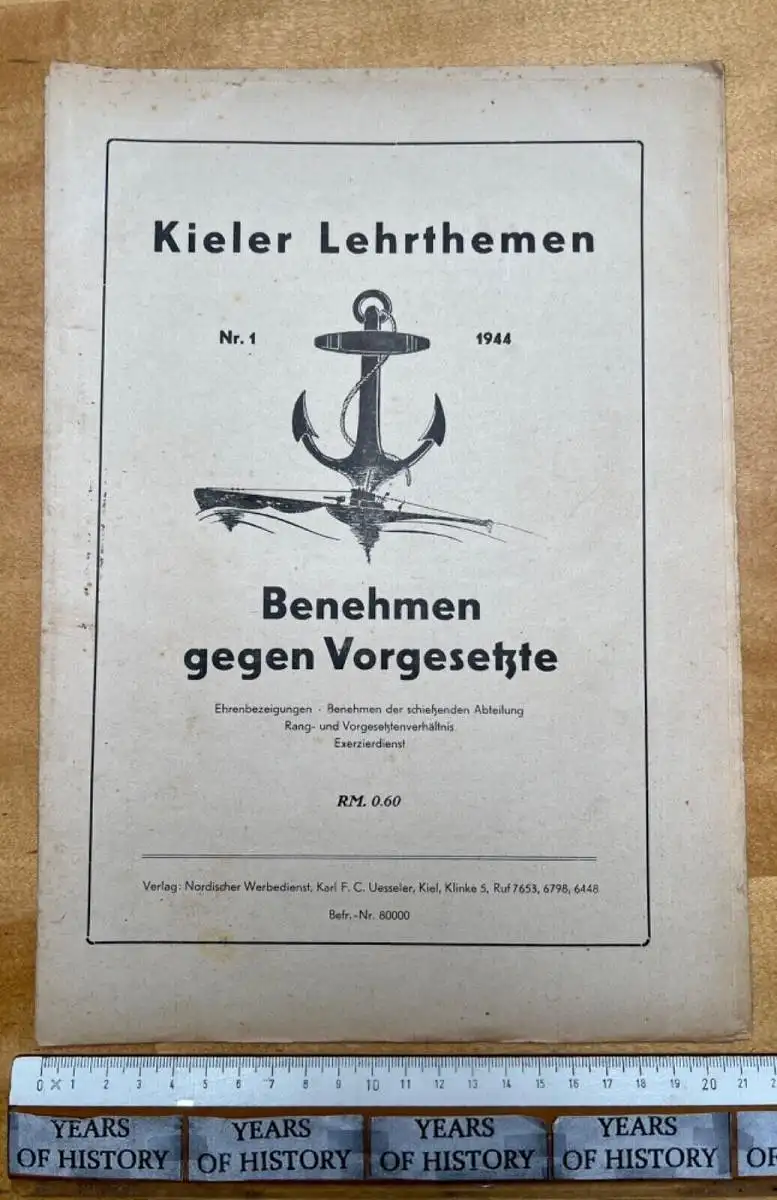 Kieler Lehrthemen
Nr. 1 1944
Benehmen
gegen Vorgesetzte
Ehrenbezeigungen · Benehmen der schießenden Abteilung
Rang- und Vorgesetztenverhältnis
Exerzierdienst
RM. 0.60
Verlag: Nordischer Werbedienst, Karl F. C. Uesseler, Kiel, Klinke 5, Ruf 7653, 6798, 6448
Befr.-Nr. 80000
0 1 2 3 4 5 6 7 8 9 10 11 12 13 14 15 16 17 18 19 20 21 2
YEARS YEARS YEARS YEARS
OF HISTORY OF HISTORY OF HISTORY OF HISTORY OF